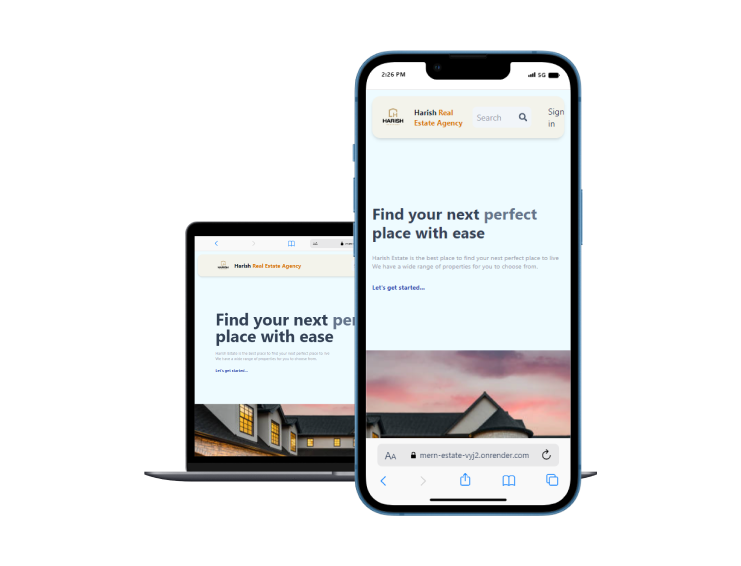 2:26 PM
5G
HARISH
Harish Real
Estate Agency
Search
Sign
in
Find your next perfect
place with ease
Harish Estate is the best place to find your next perfect place to live
We have a wide range of properties for you to choose from.
Let's get started...
AA
mern-estate-vyj2.onrender.com
AA
HARISH
Harish Real Estate Agency
Find your next per
place with ease
Harish Estate is the best place to find your next perfect place to live
We have a wide range of properties for you to choose from.
Let's get started...